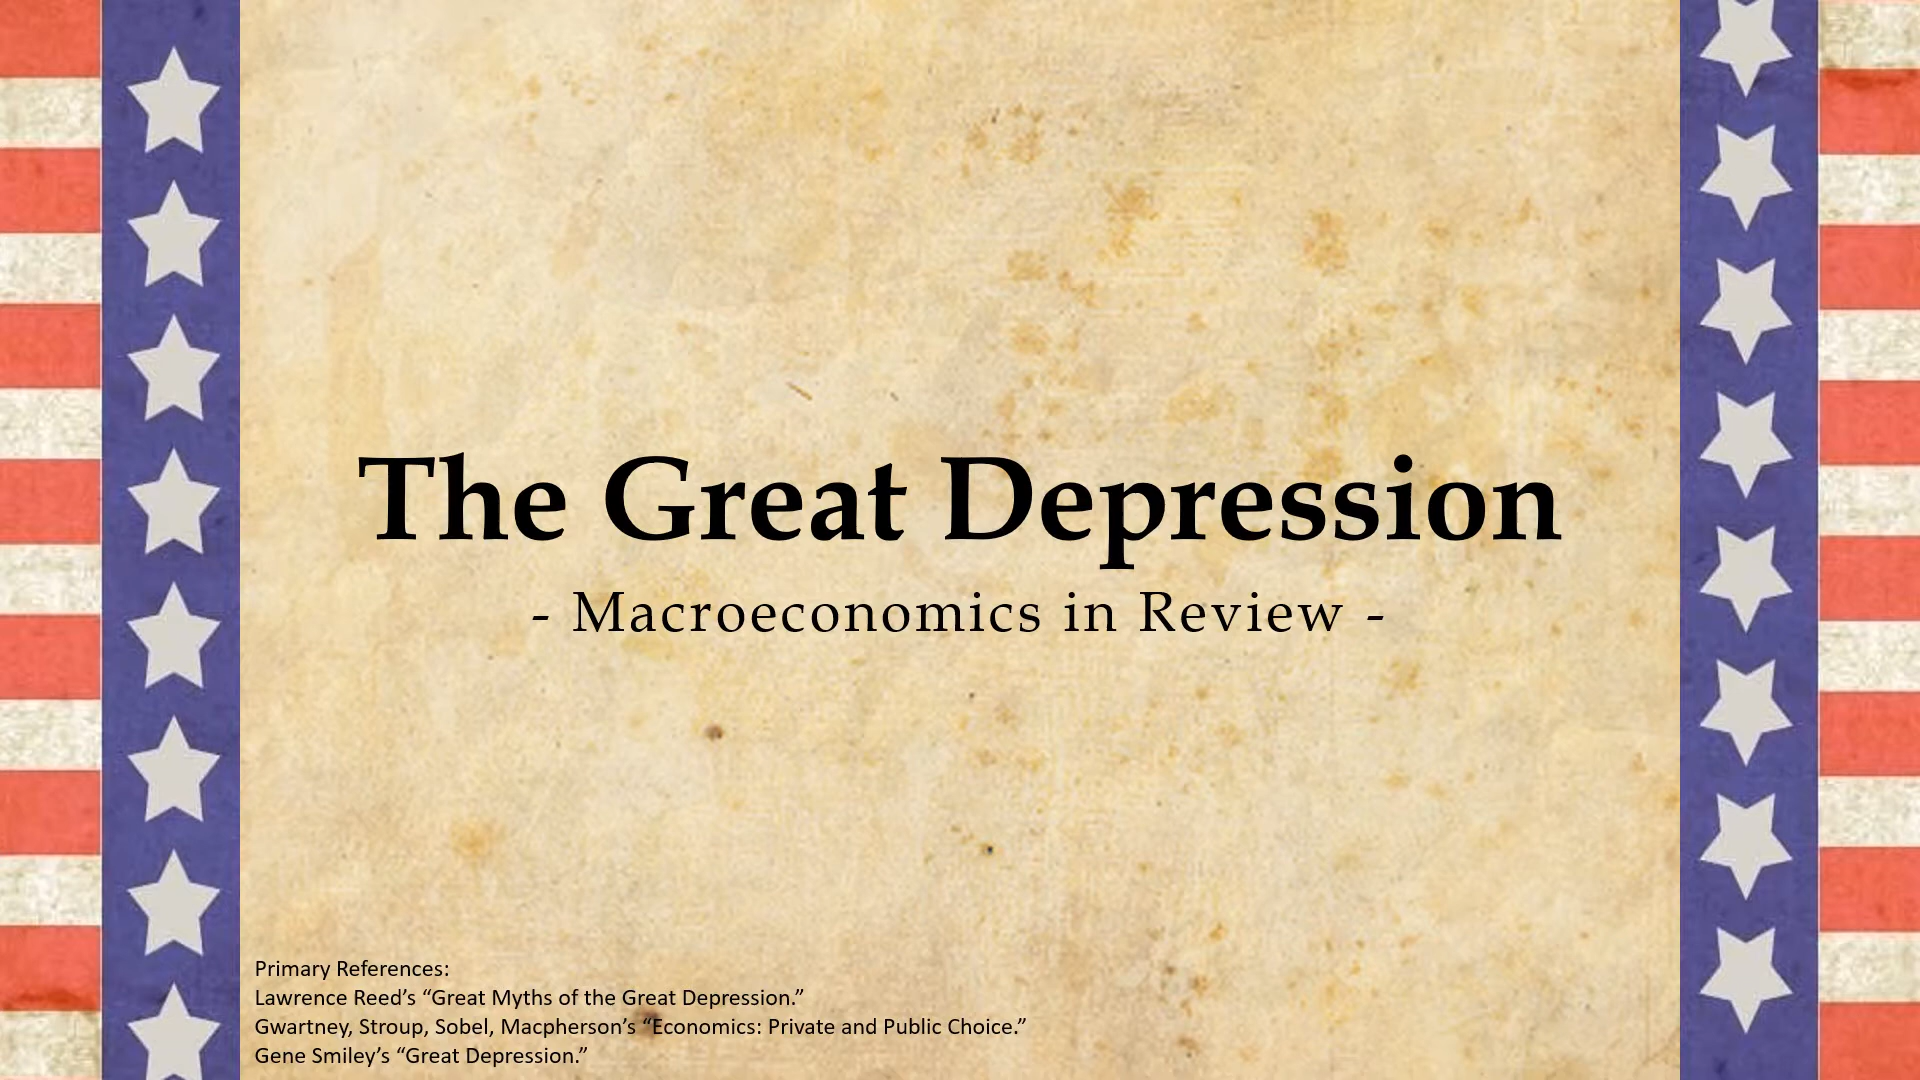 The Great Depression
- Macroeconomics in Review -
Primary References:
Lawrence Reed’s “Great Myths of the Great Depression.”
Gwartney, Stroup, Sobel, Macpherson’s “Economics: Private and Public Choice.”
Gene Smiley’s “Great Depression.”